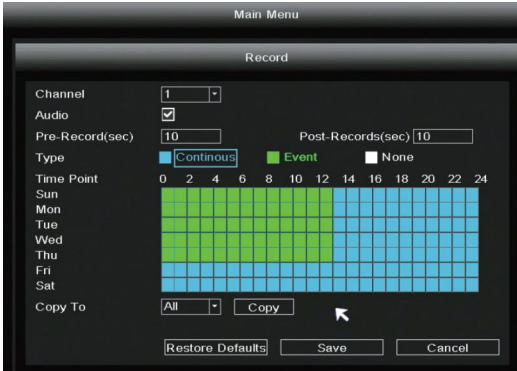 Main Menu
Record
Channel 1
Audio
Pre-Record(sec) 10 Post-Records(sec) 10
Type Continous Event None
Time Point 0 2 4 6 8 10 12 14 16 18 20 22 24
Sun
Mon
Tue
Wed
Thu
Fri
Sat
Copy To All Copy
Restore Defaults Save Cancel